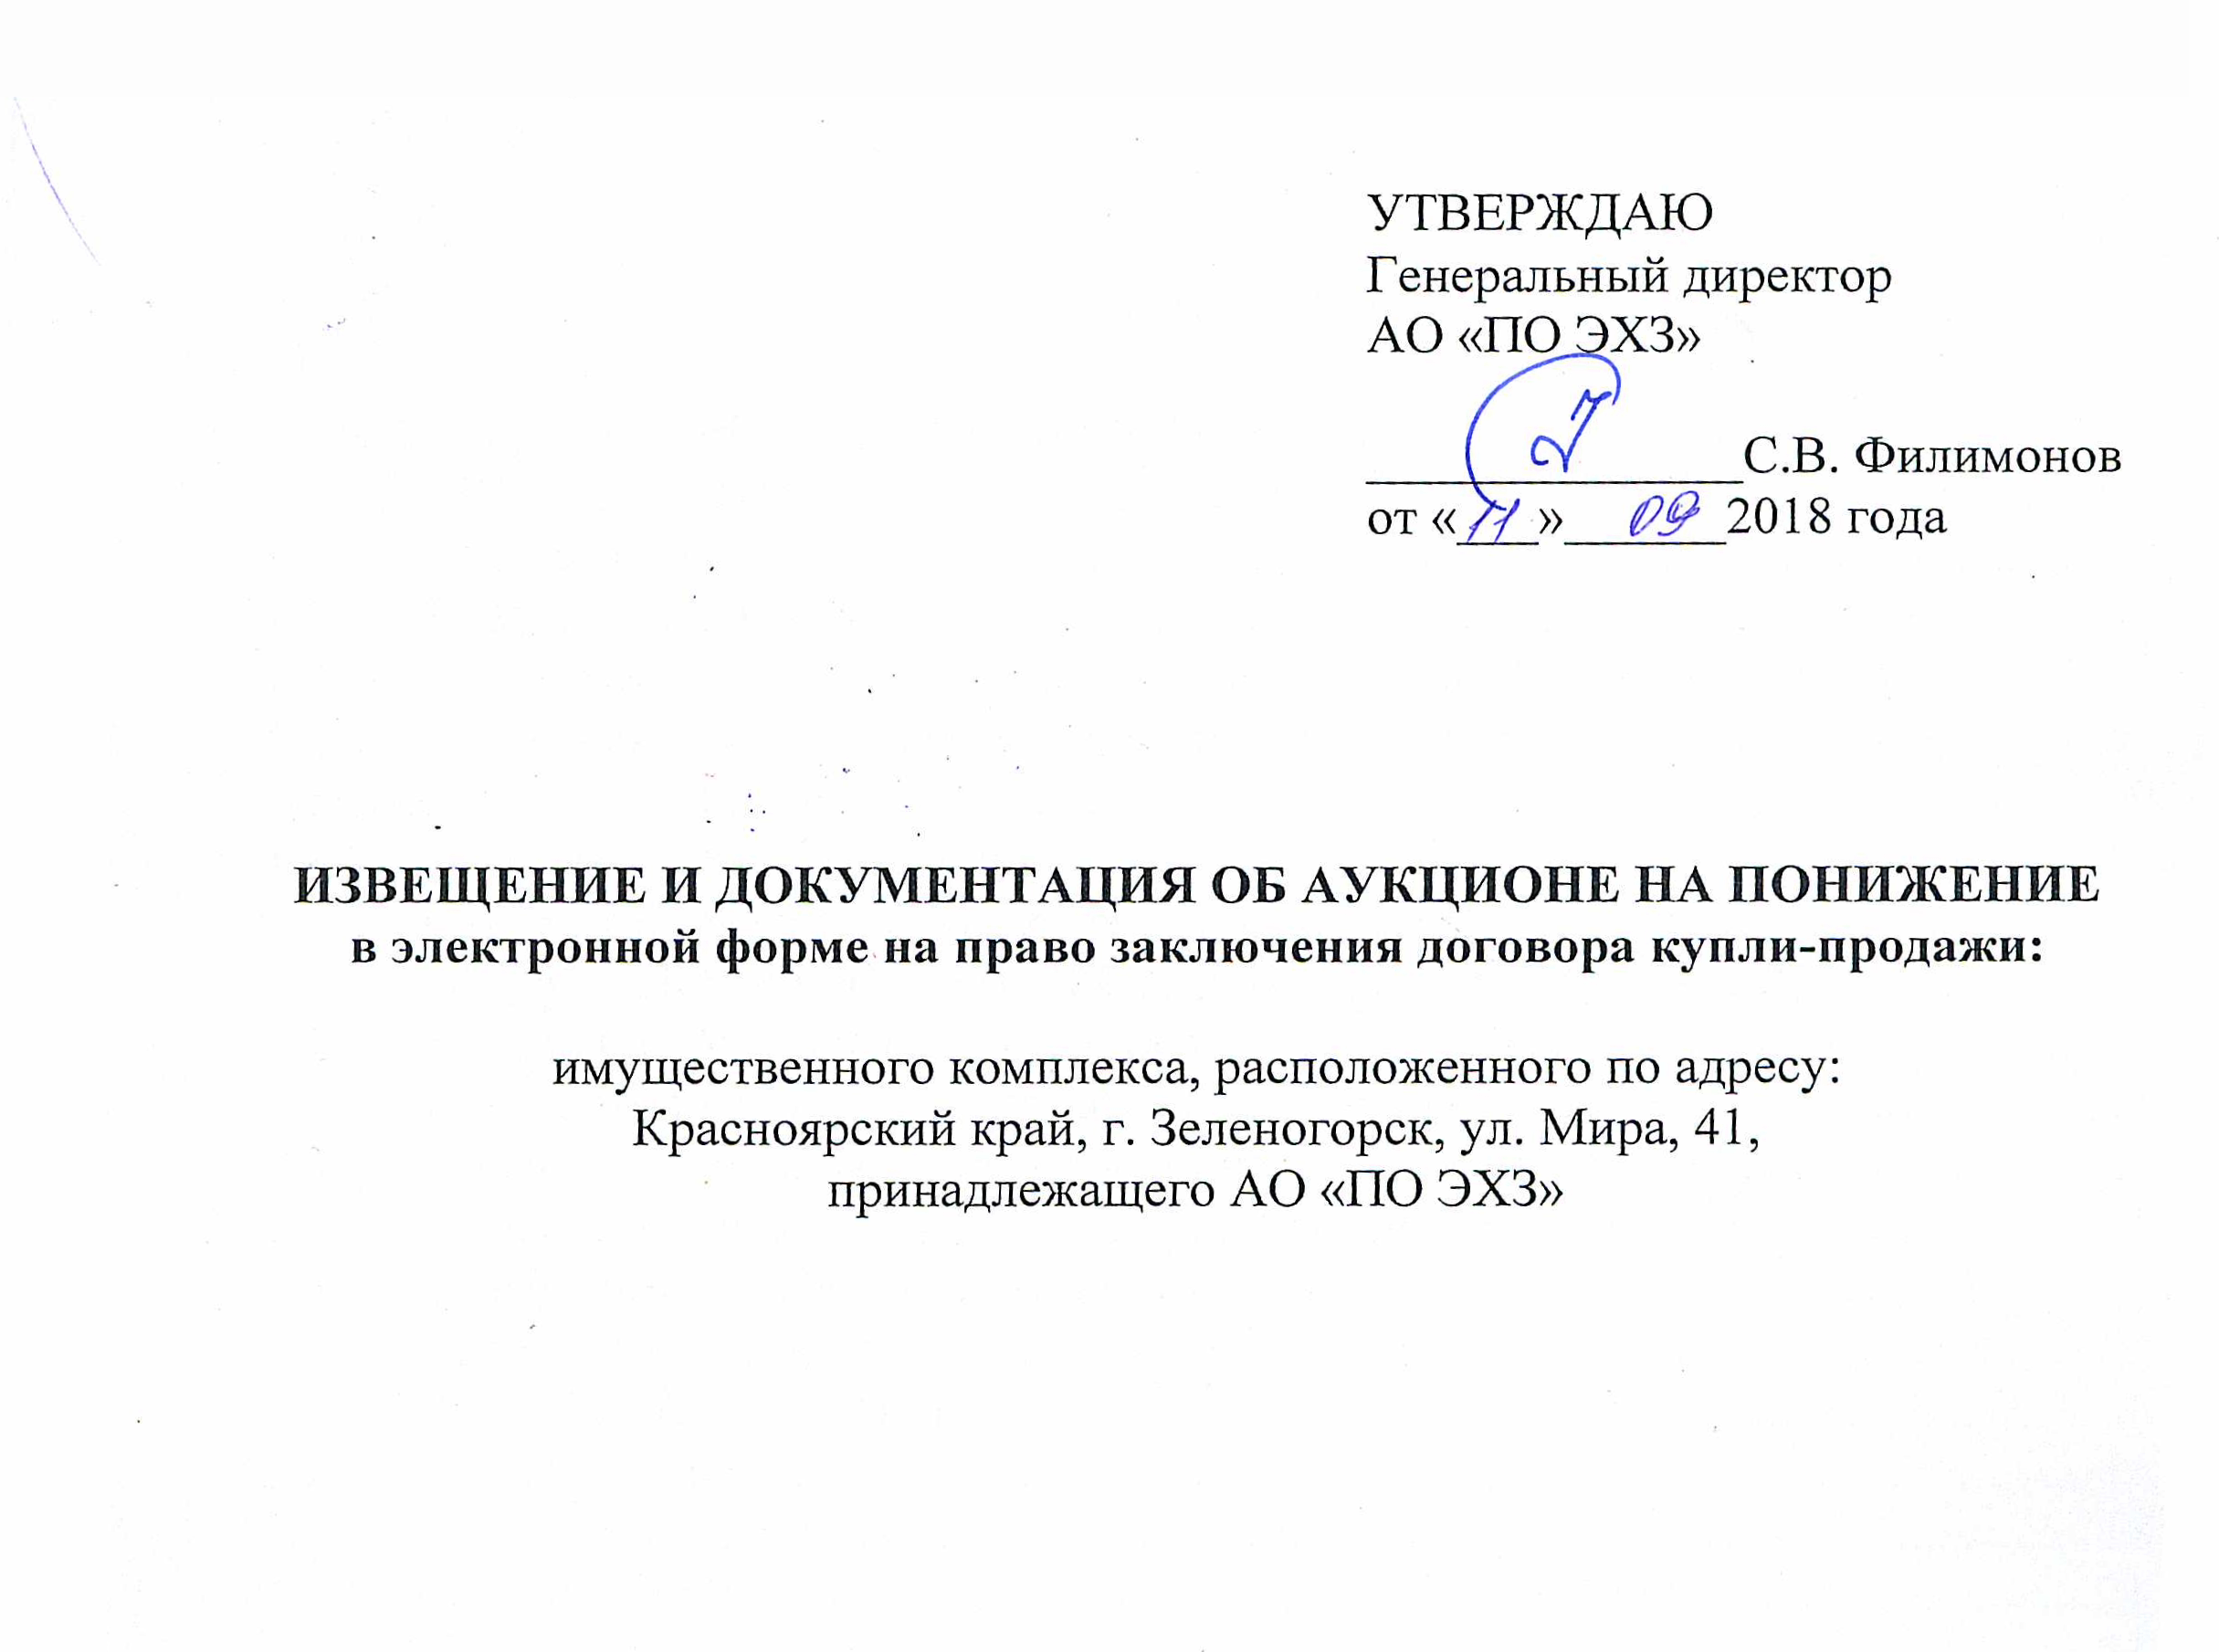 УТВЕРЖДАЮ
Генеральный директор
АО «ПО ЭХЗ»
С.В. Филимонов
от «11» 09 2018 года
ИЗВЕЩЕНИЕ И ДОКУМЕНТАЦИЯ ОБ АУКЦИОНЕ НА ПОНИЖЕНИЕ
в электронной форме на право заключения договора купли-продажи:
имущественного комплекса, расположенного по адресу:
Красноярский край, г. Зеленогорск, ул. Мира, 41,
принадлежащего АО «ПО ЭХЗ»